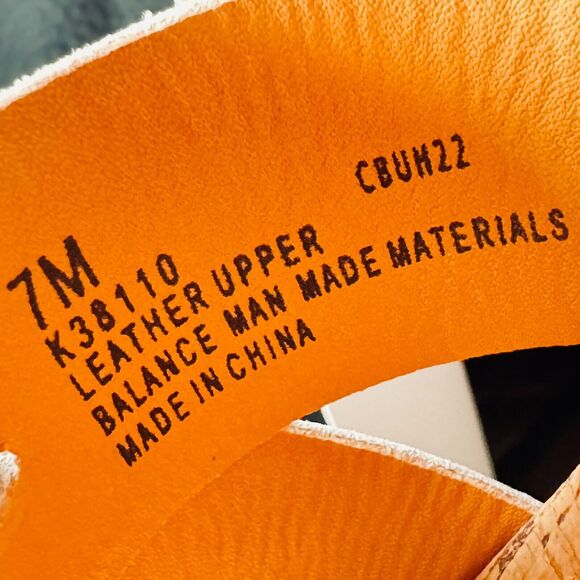 CBUH22
7M
K38110
LEATHER UPPER
BALANCE MAN MADE MATERIALS
MADE IN CHINA